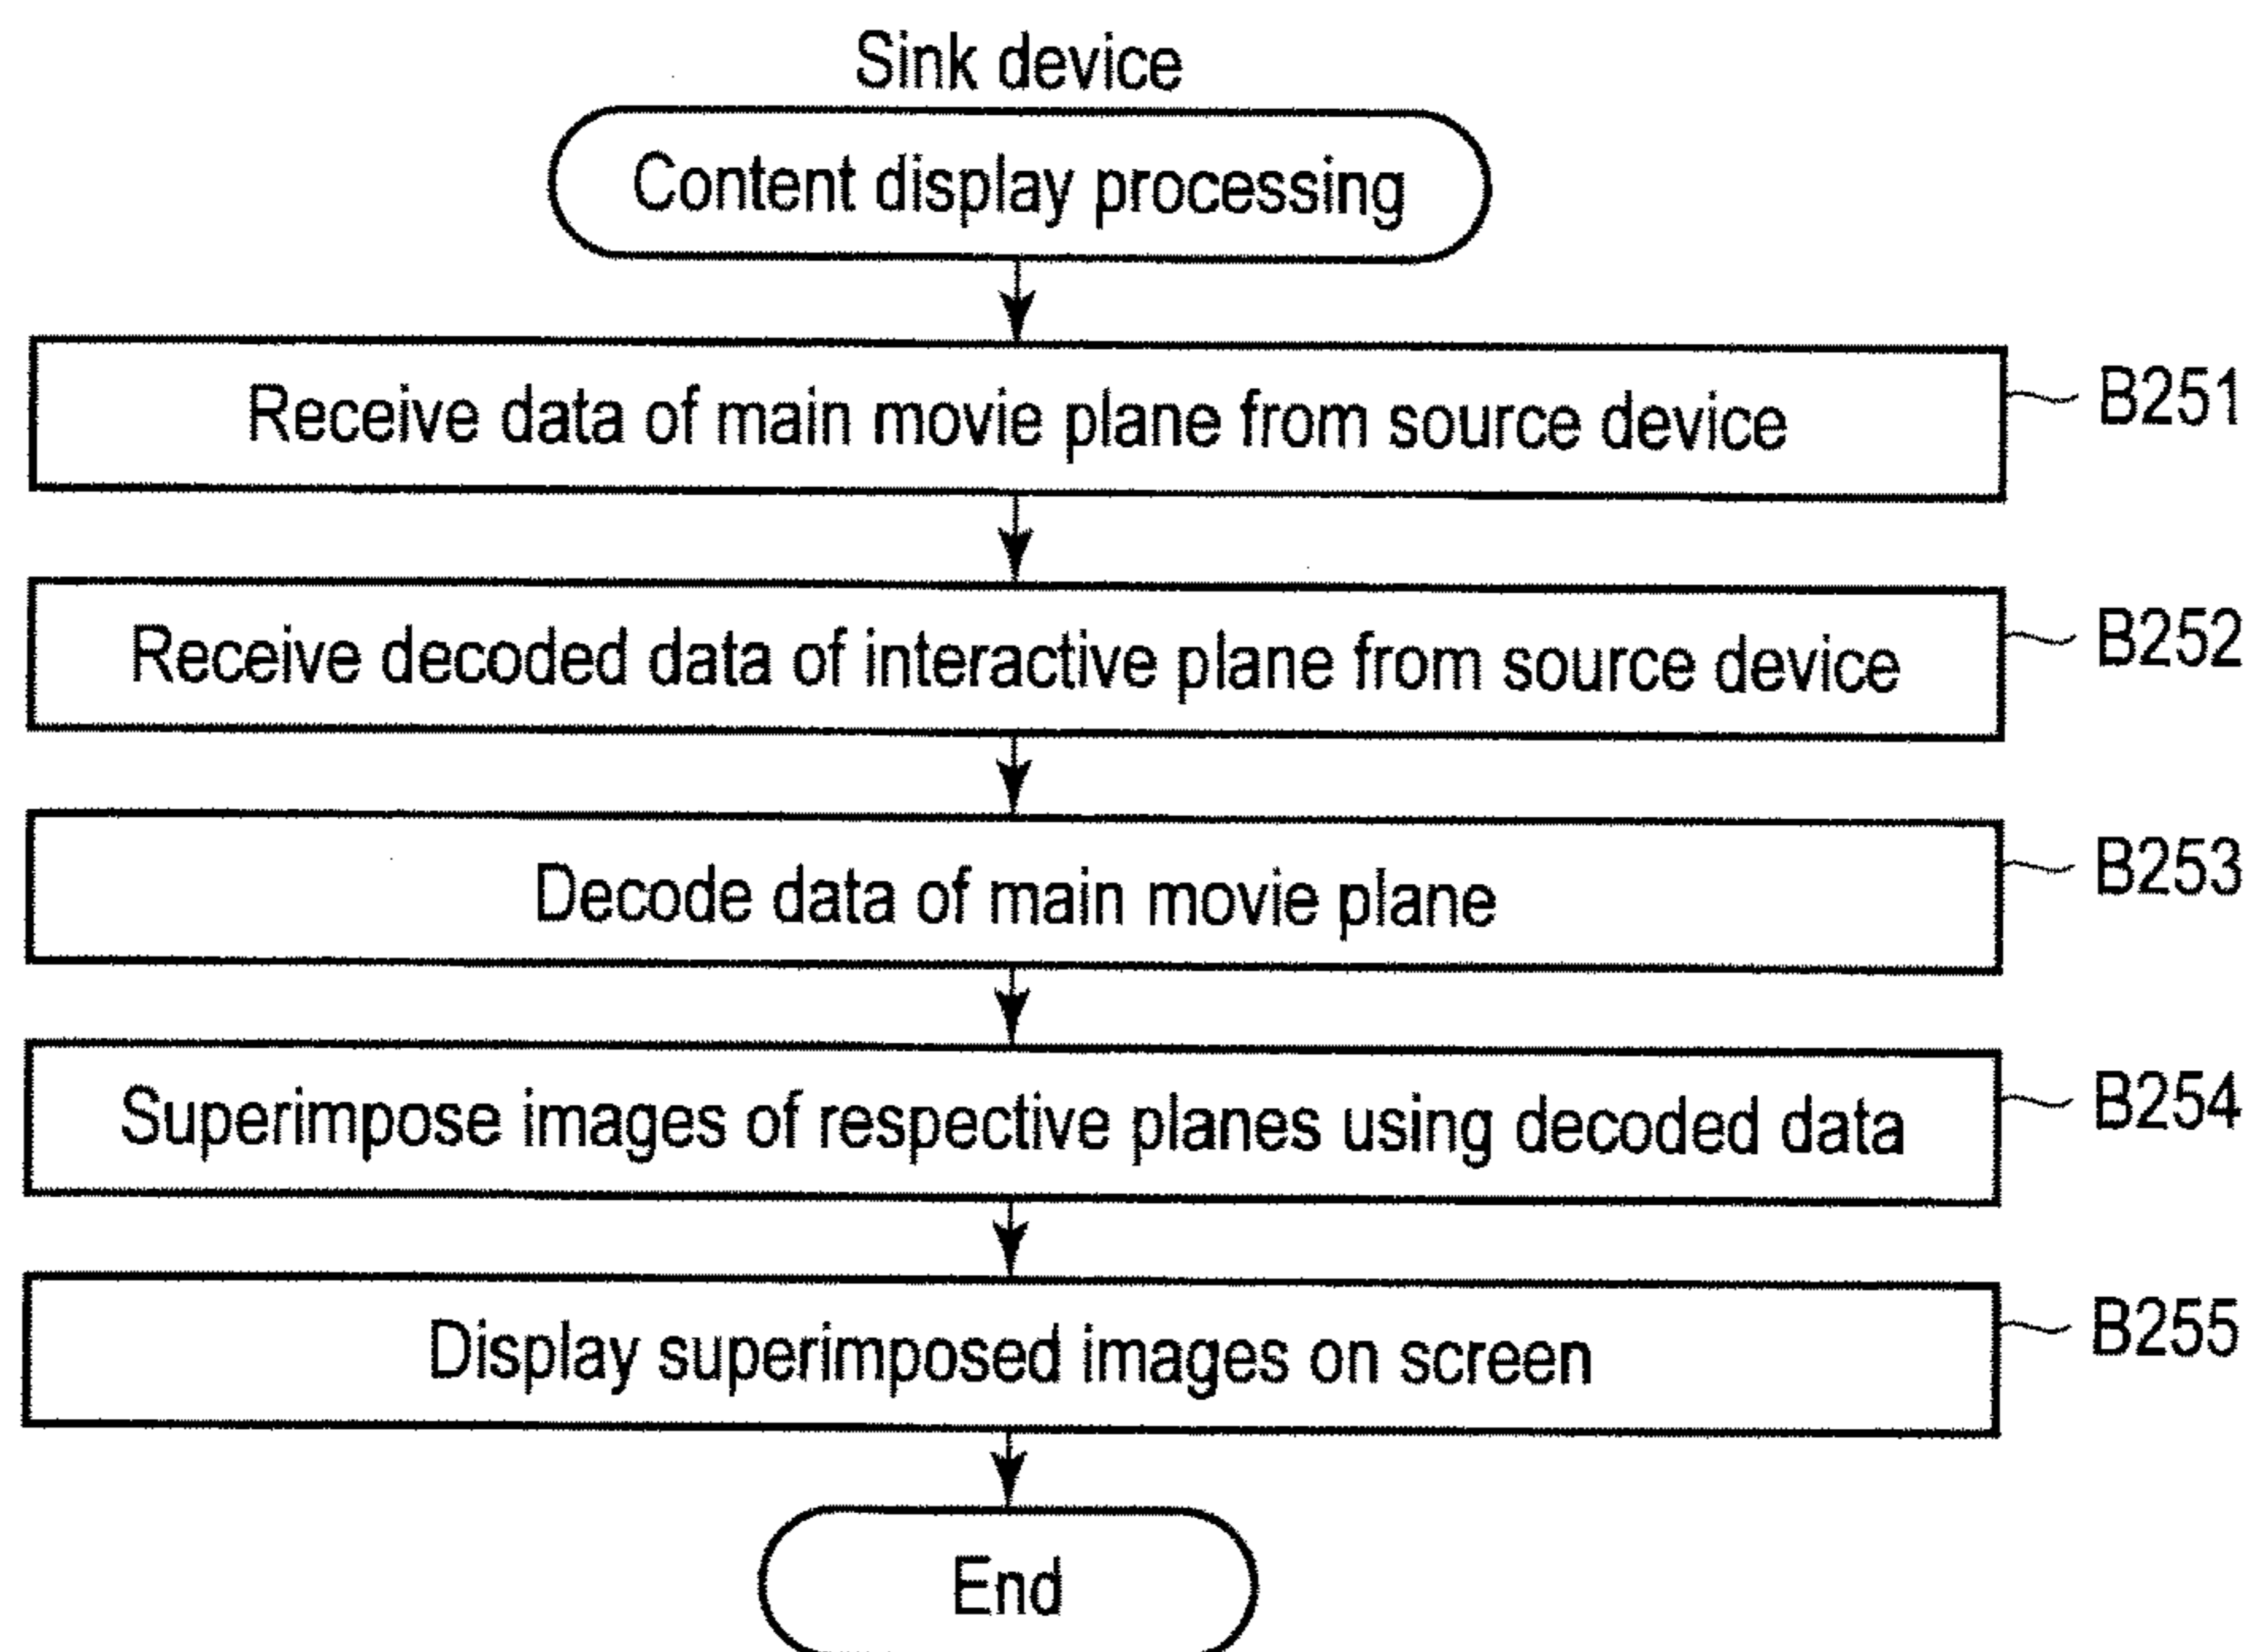 Sink device
Content display processing
Receive data of main movie plane from source device
B251
Receive decoded data of interactive plane from source device
B252
Decode data of main movie plane
B253
Superimpose images of respective planes using decoded data
B254
Display superimposed images on screen
B255
End